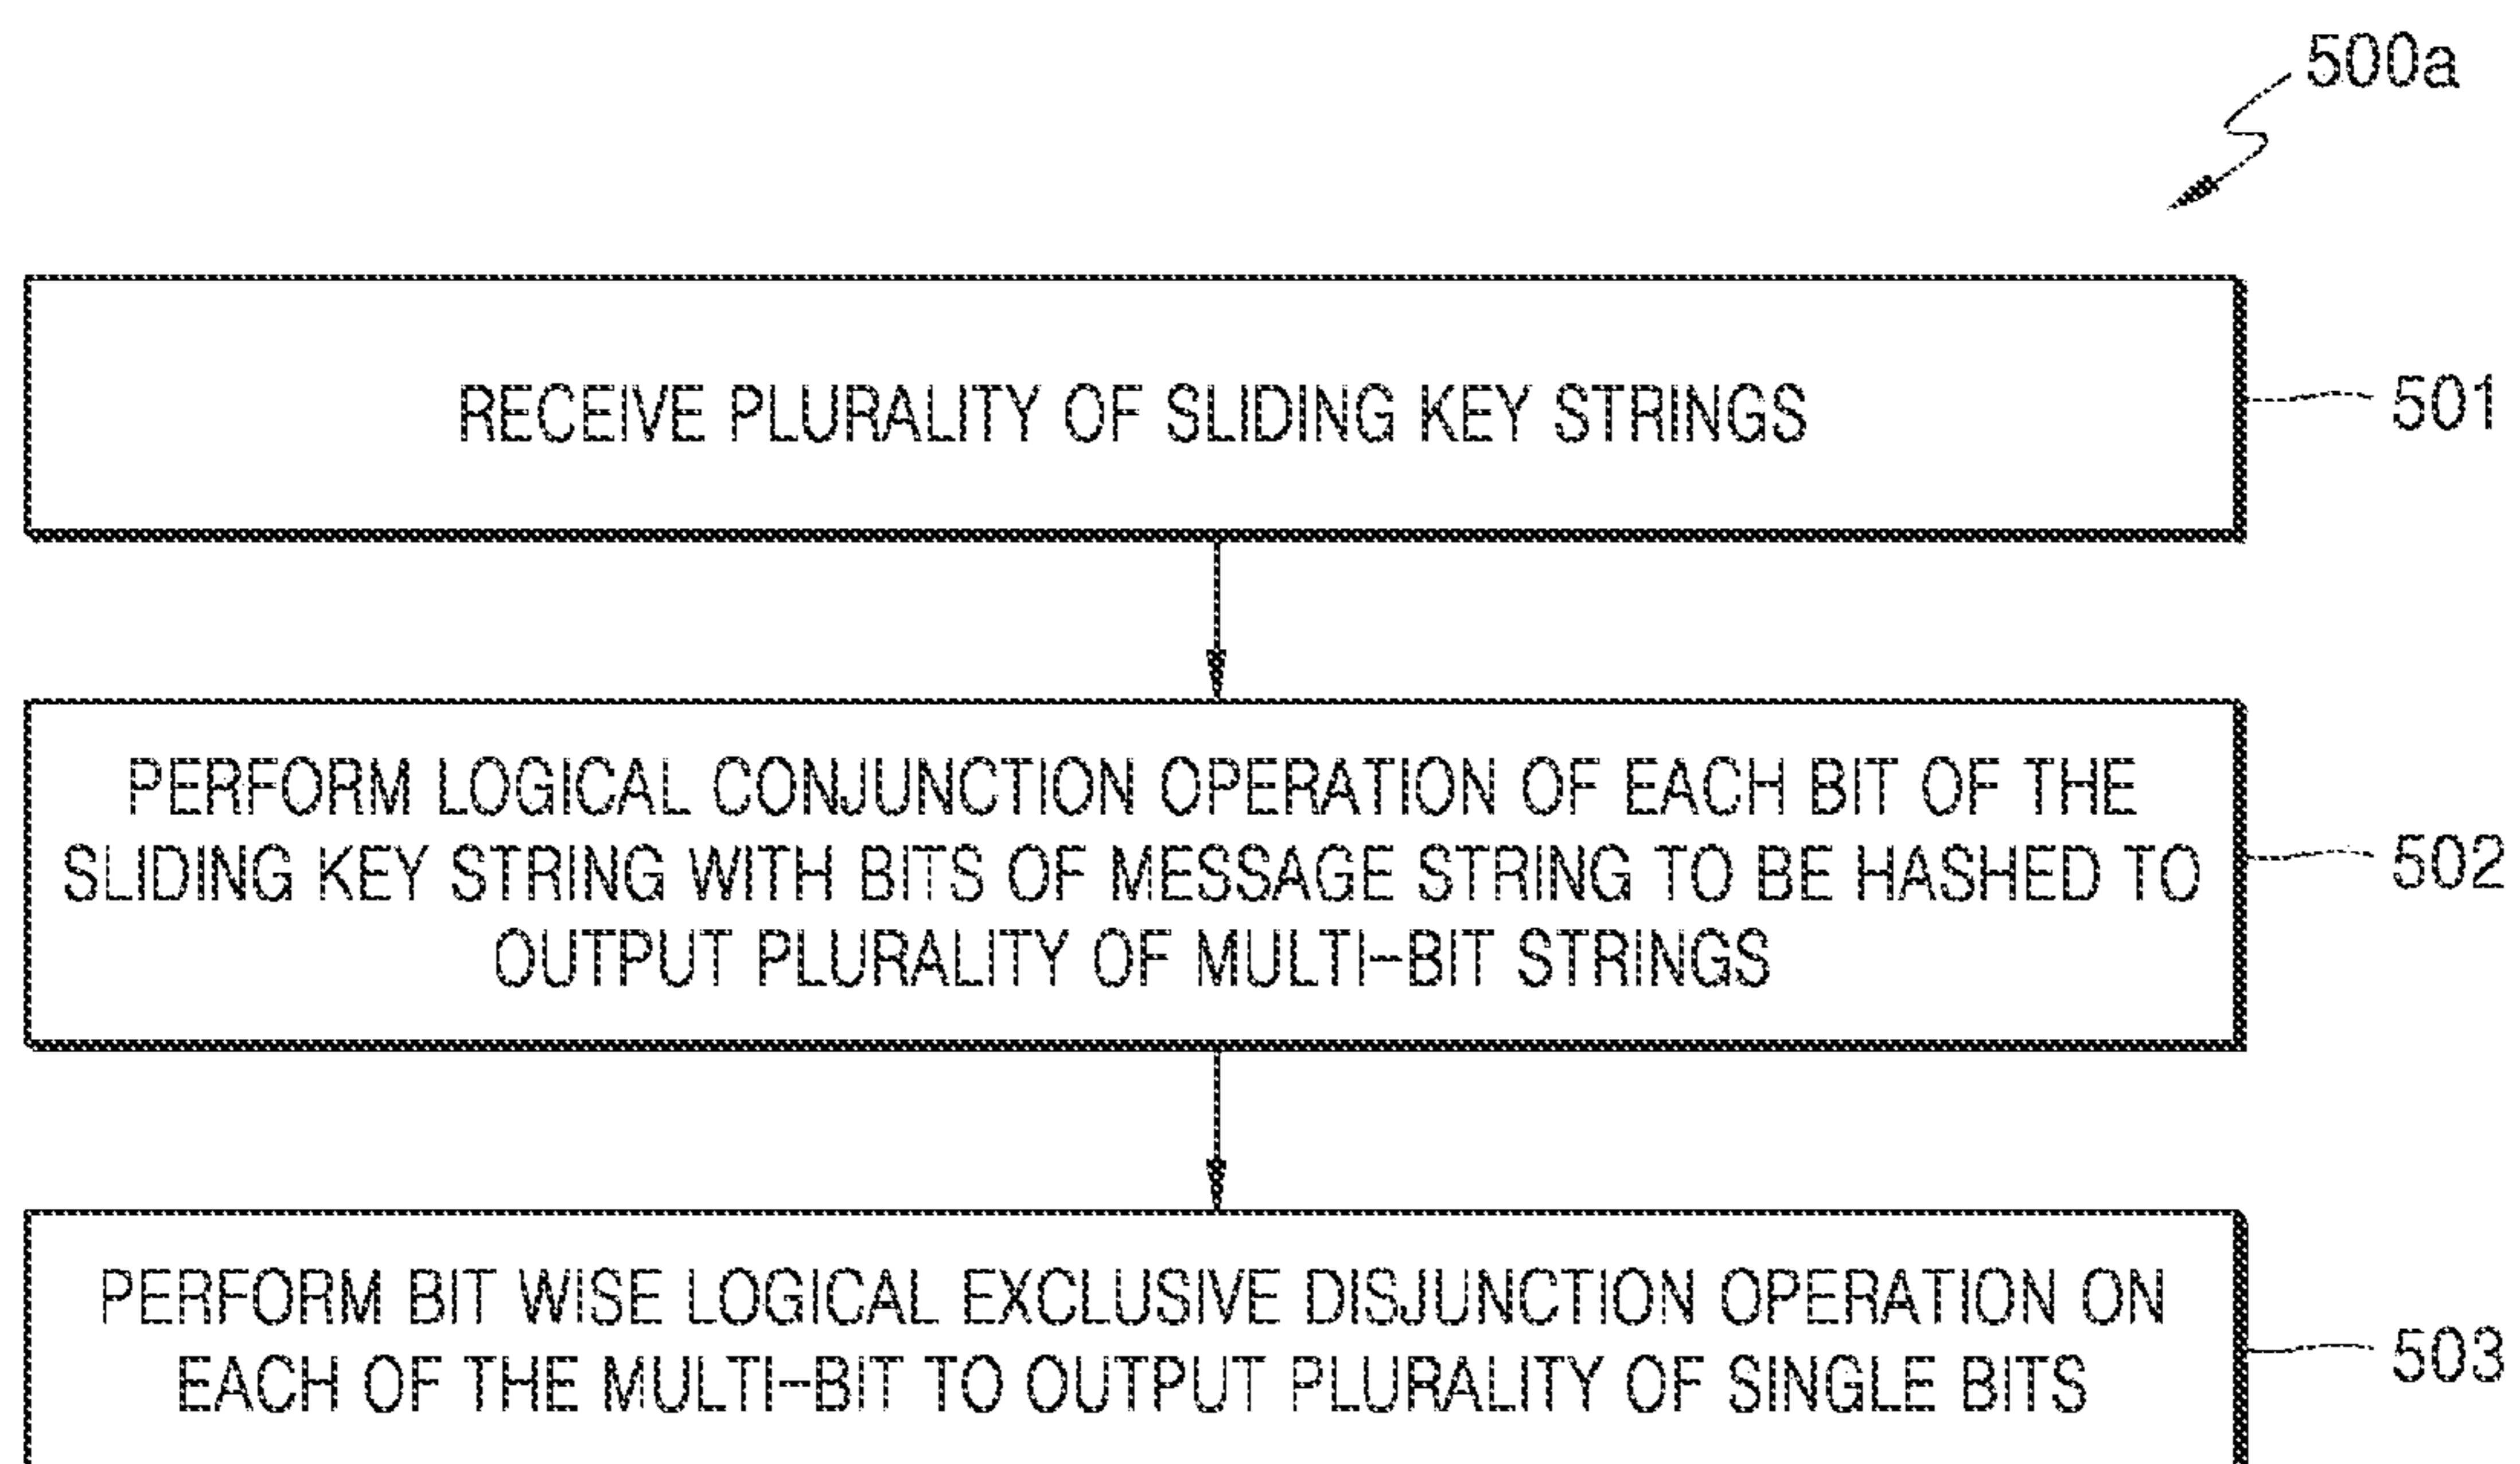 500a
RECEIVE PLURALITY OF SLIDING KEY STRINGS
501
PERFORM LOGICAL CONJUNCTION OPERATION OF EACH BIT OF THE
SLIDING KEY STRING WITH BITS OF MESSAGE STRING TO BE HASHED TO
OUTPUT PLURALITY OF MULTI-BIT STRINGS
502
PERFORM BIT WISE LOGICAL EXCLUSIVE DISJUNCTION OPERATION ON
EACH OF THE MULTI-BIT TO OUTPUT PLURALITY OF SINGLE BITS
503